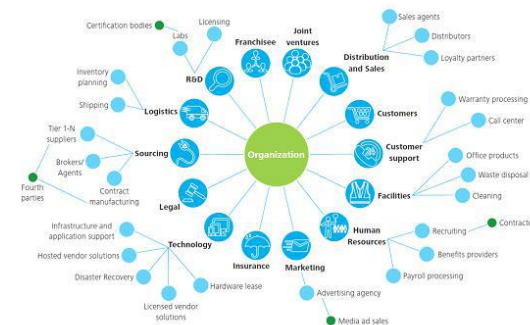 Sales agents
Distributors
Loyalty partners
Certification bodies
Licensing
Labs
Franchisee
Joint
ventures
Distribution
and Sales
R&D
Inventory
planning
Shipping
Logistics
Customers
Warranty processing
Call center
Customer
support
Tier 1-N
suppliers
Brokers/
Agents
Contract
manufacturing
Fourth
parties
Sourcing
Organization
Office products
Waste disposal
Cleaning
Facilities
Legal
Human
Resources
Recruiting
Benefits providers
Payroll processing
Infrastructure and
application support
Hosted vendor solutions
Disaster Recovery
Licensed vendor
solutions
Hardware lease
Technology
Insurance
Marketing
Advertising agency
Media ad sales